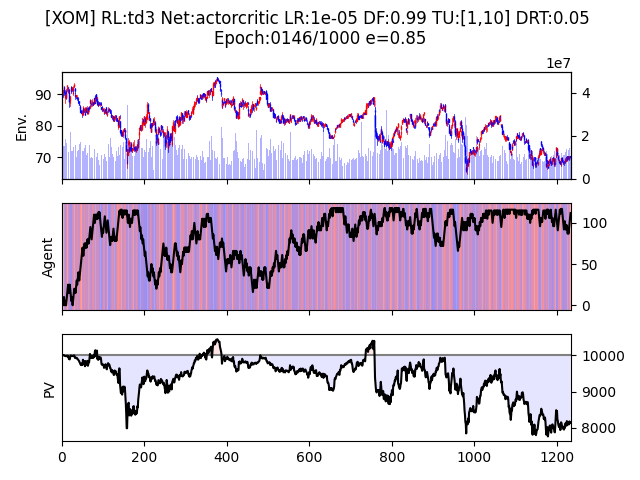 [XOM] RL:td3 Net:actorcritic LR:1e-05 DF:0.99 TU:[1,10] DRT:0.05
Epoch:0146/1000 e=0.85
1e7
Env.
90
80
70
4
2
0
Agent
100
50
0
PV
10000
9000
8000
0 200 400 600 800 1000 1200